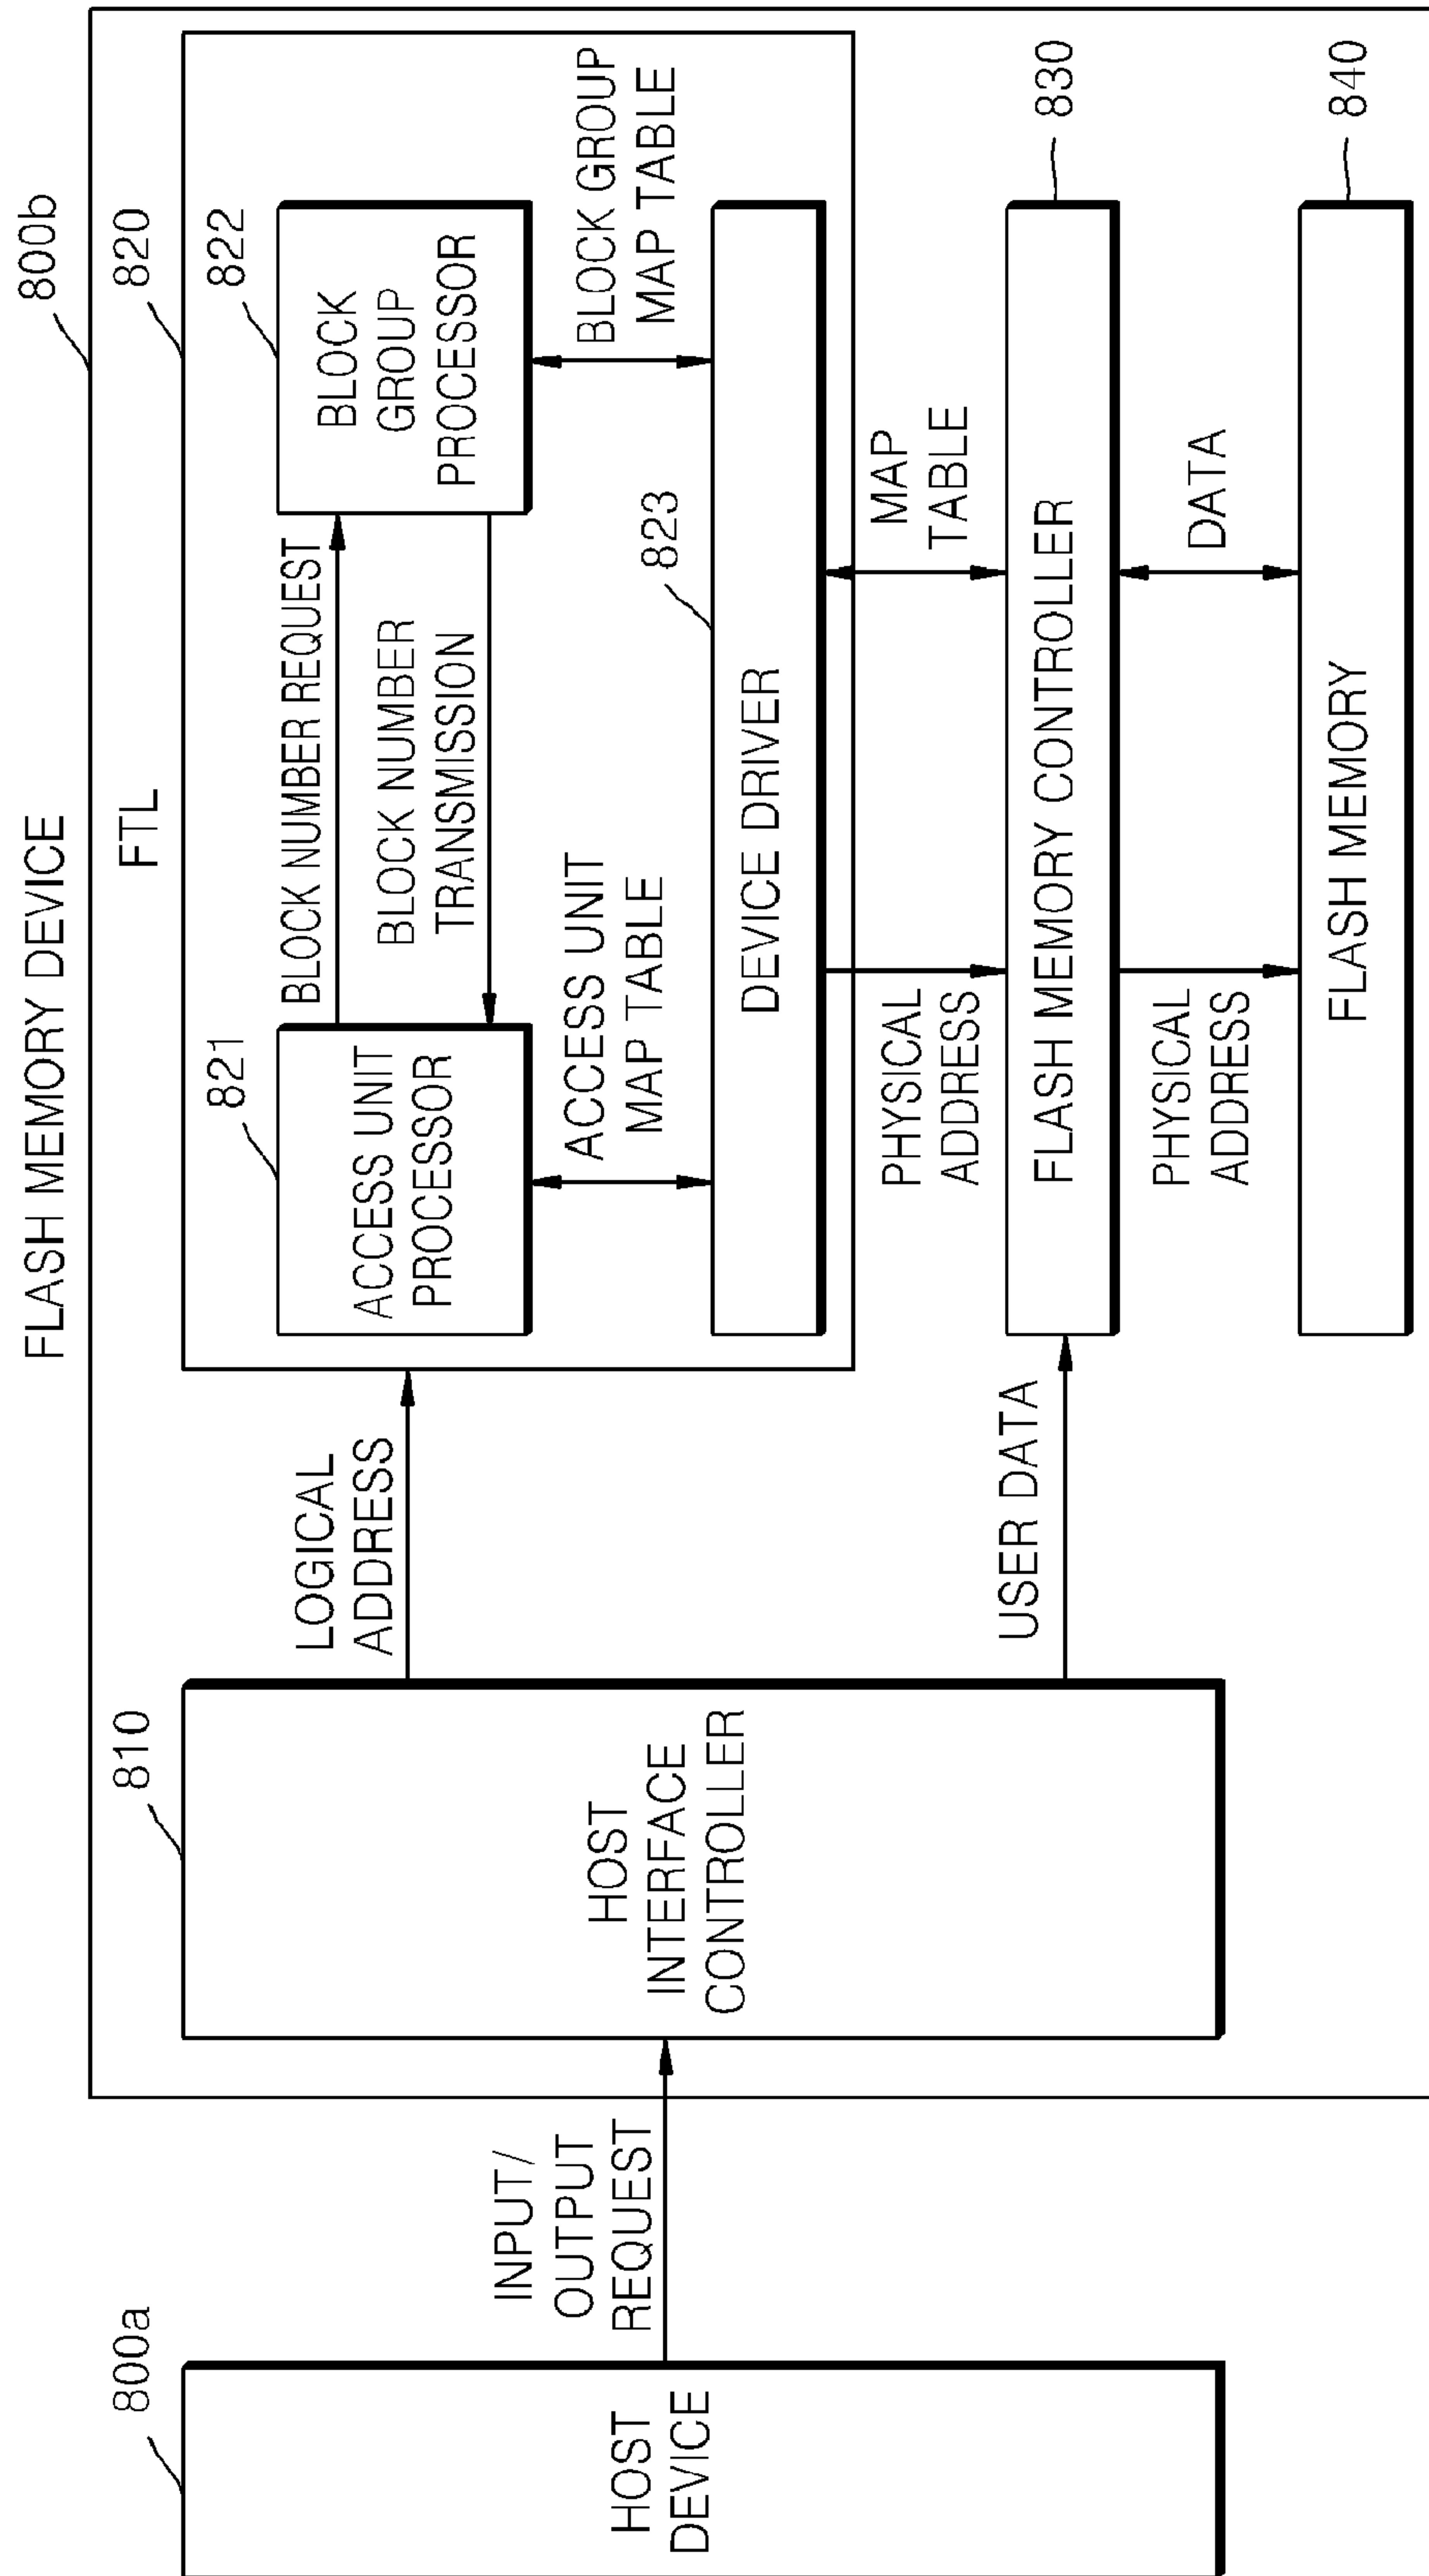 FLASH MEMORY DEVICE
800a
HOST
DEVICE
INPUT/
OUTPUT
REQUEST
810
HOST
INTERFACE
CONTROLLER
LOGICAL
ADDRESS
USER DATA
FTL
800b
820
821
ACCESS UNIT
PROCESSOR
BLOCK NUMBER REQUEST
BLOCK NUMBER
TRANSMISSION
822
BLOCK
GROUP
PROCESSOR
ACCESS UNIT
MAP TABLE
BLOCK GROUP
MAP TABLE
823
DEVICE DRIVER
PHYSICAL
ADDRESS
MAP
TABLE
FLASH MEMORY CONTROLLER
830
PHYSICAL
ADDRESS
DATA
FLASH MEMORY
840